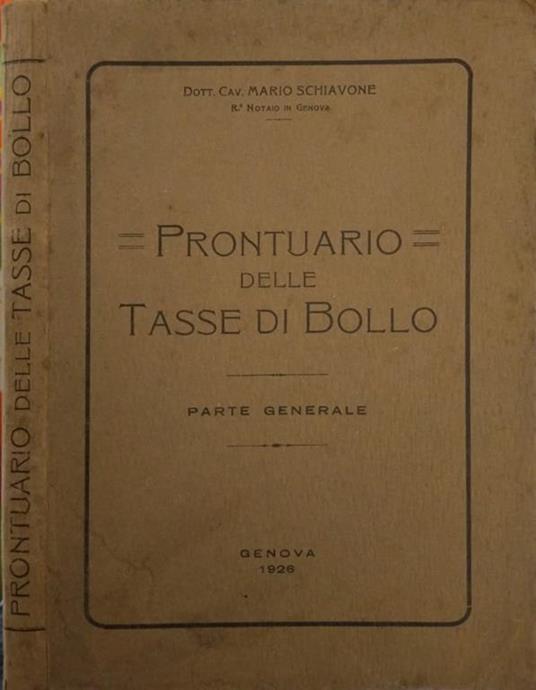 PRONTUARIO DELLE TASSE DI BOLLO
DOTT. CAV. MARIO SCHIAVONE
R.º NOTAIO IN GENOVA
PRONTUARIO
DELLE
TASSE DI BOLLO
PARTE GENERALE
GENOVA
1926